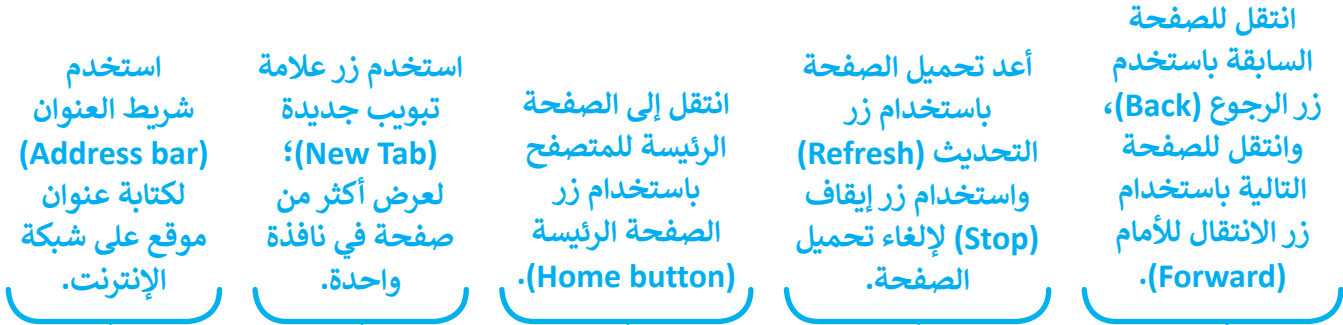 انتقل للصفحة
السابقة باستخدم
زر الرجوع (Back)،
وانتقل للصفحة
التالية باستخدام
زر الانتقال للأمام
(Forward).
أعد تحميل الصفحة
باستخدام زر
التحديث (Refresh)
واستخدام زر إيقاف
(Stop) لإلغاء تحميل
الصفحة.
انتقل إلى الصفحة
الرئيسة للمتصفح
باستخدام زر
الصفحة الرئيسة
(Home button).
استخدم زر علامة
تبويب جديدة
(New Tab)؛
لعرض أكثر من
صفحة في نافذة
واحدة.
استخدم
شريط العنوان
(Address bar)
لكتابة عنوان
موقع على شبكة
الإنترنت.